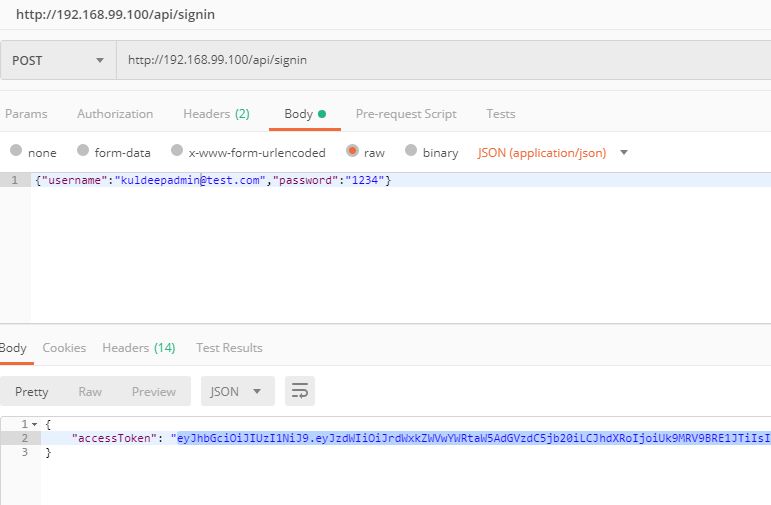 http://192.168.99.100/api/signin
POST http://192.168.99.100/api/signin
Params Authorization Headers (2) Body Pre-request Script Tests
none form-data x-www-form-urlencoded raw binary JSON (application/json)
1 {"username":"kuldeepadmin@test.com","password":"1234"}
Body Cookies Headers (14) Test Results
Pretty Raw Preview JSON
1 {
2 "accessToken": "eyJhbGciOiJIUzI1NiJ9.eyJzdWIiOiJrdWxkZWVwYWRtaW5AdGVzdC5jb20iLCJhdXRoIjoiUk9MRV9BRE1JTiIsI
3 }